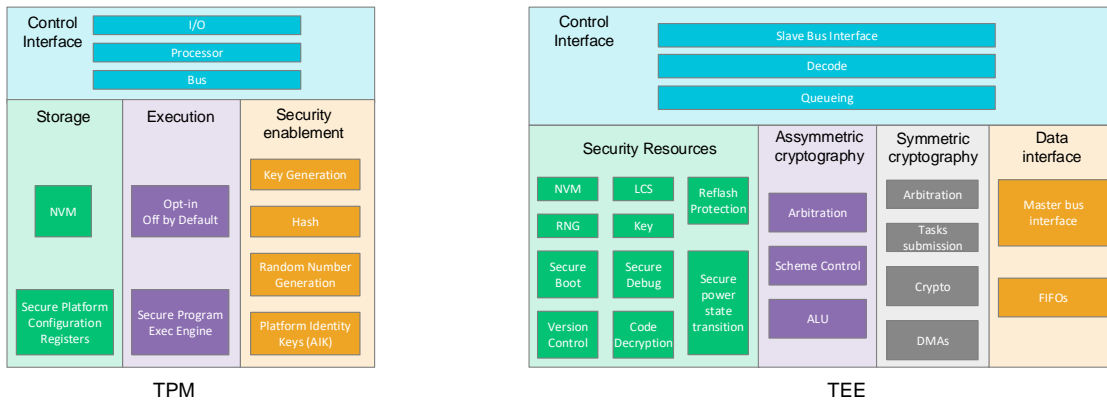 Control
Interface
I/O
Processor
Bus
Storage
NVM
Secure Platform
Configuration
Registers
Execution
Opt-in
Off by Default
Secure Program
Exec Engine
Security
enablement
Key Generation
Hash
Random Number
Generation
Platform Identity
Keys (AIK)
TPM
Control
Interface
Slave Bus Interface
Decode
Queueing
Security Resources
NVM
LCS
Reflash
Protection
RNG
Key
Secure
Boot
Secure
Debug
Secure
power
state
transition
Version
Control
Code
Decryption
Assymmetric
cryptography
Arbitration
Scheme Control
ALU
Symmetric
cryptography
Arbitration
Tasks
submission
Crypto
DMAs
Data
interface
Master bus
interface
FIFOs
TEE